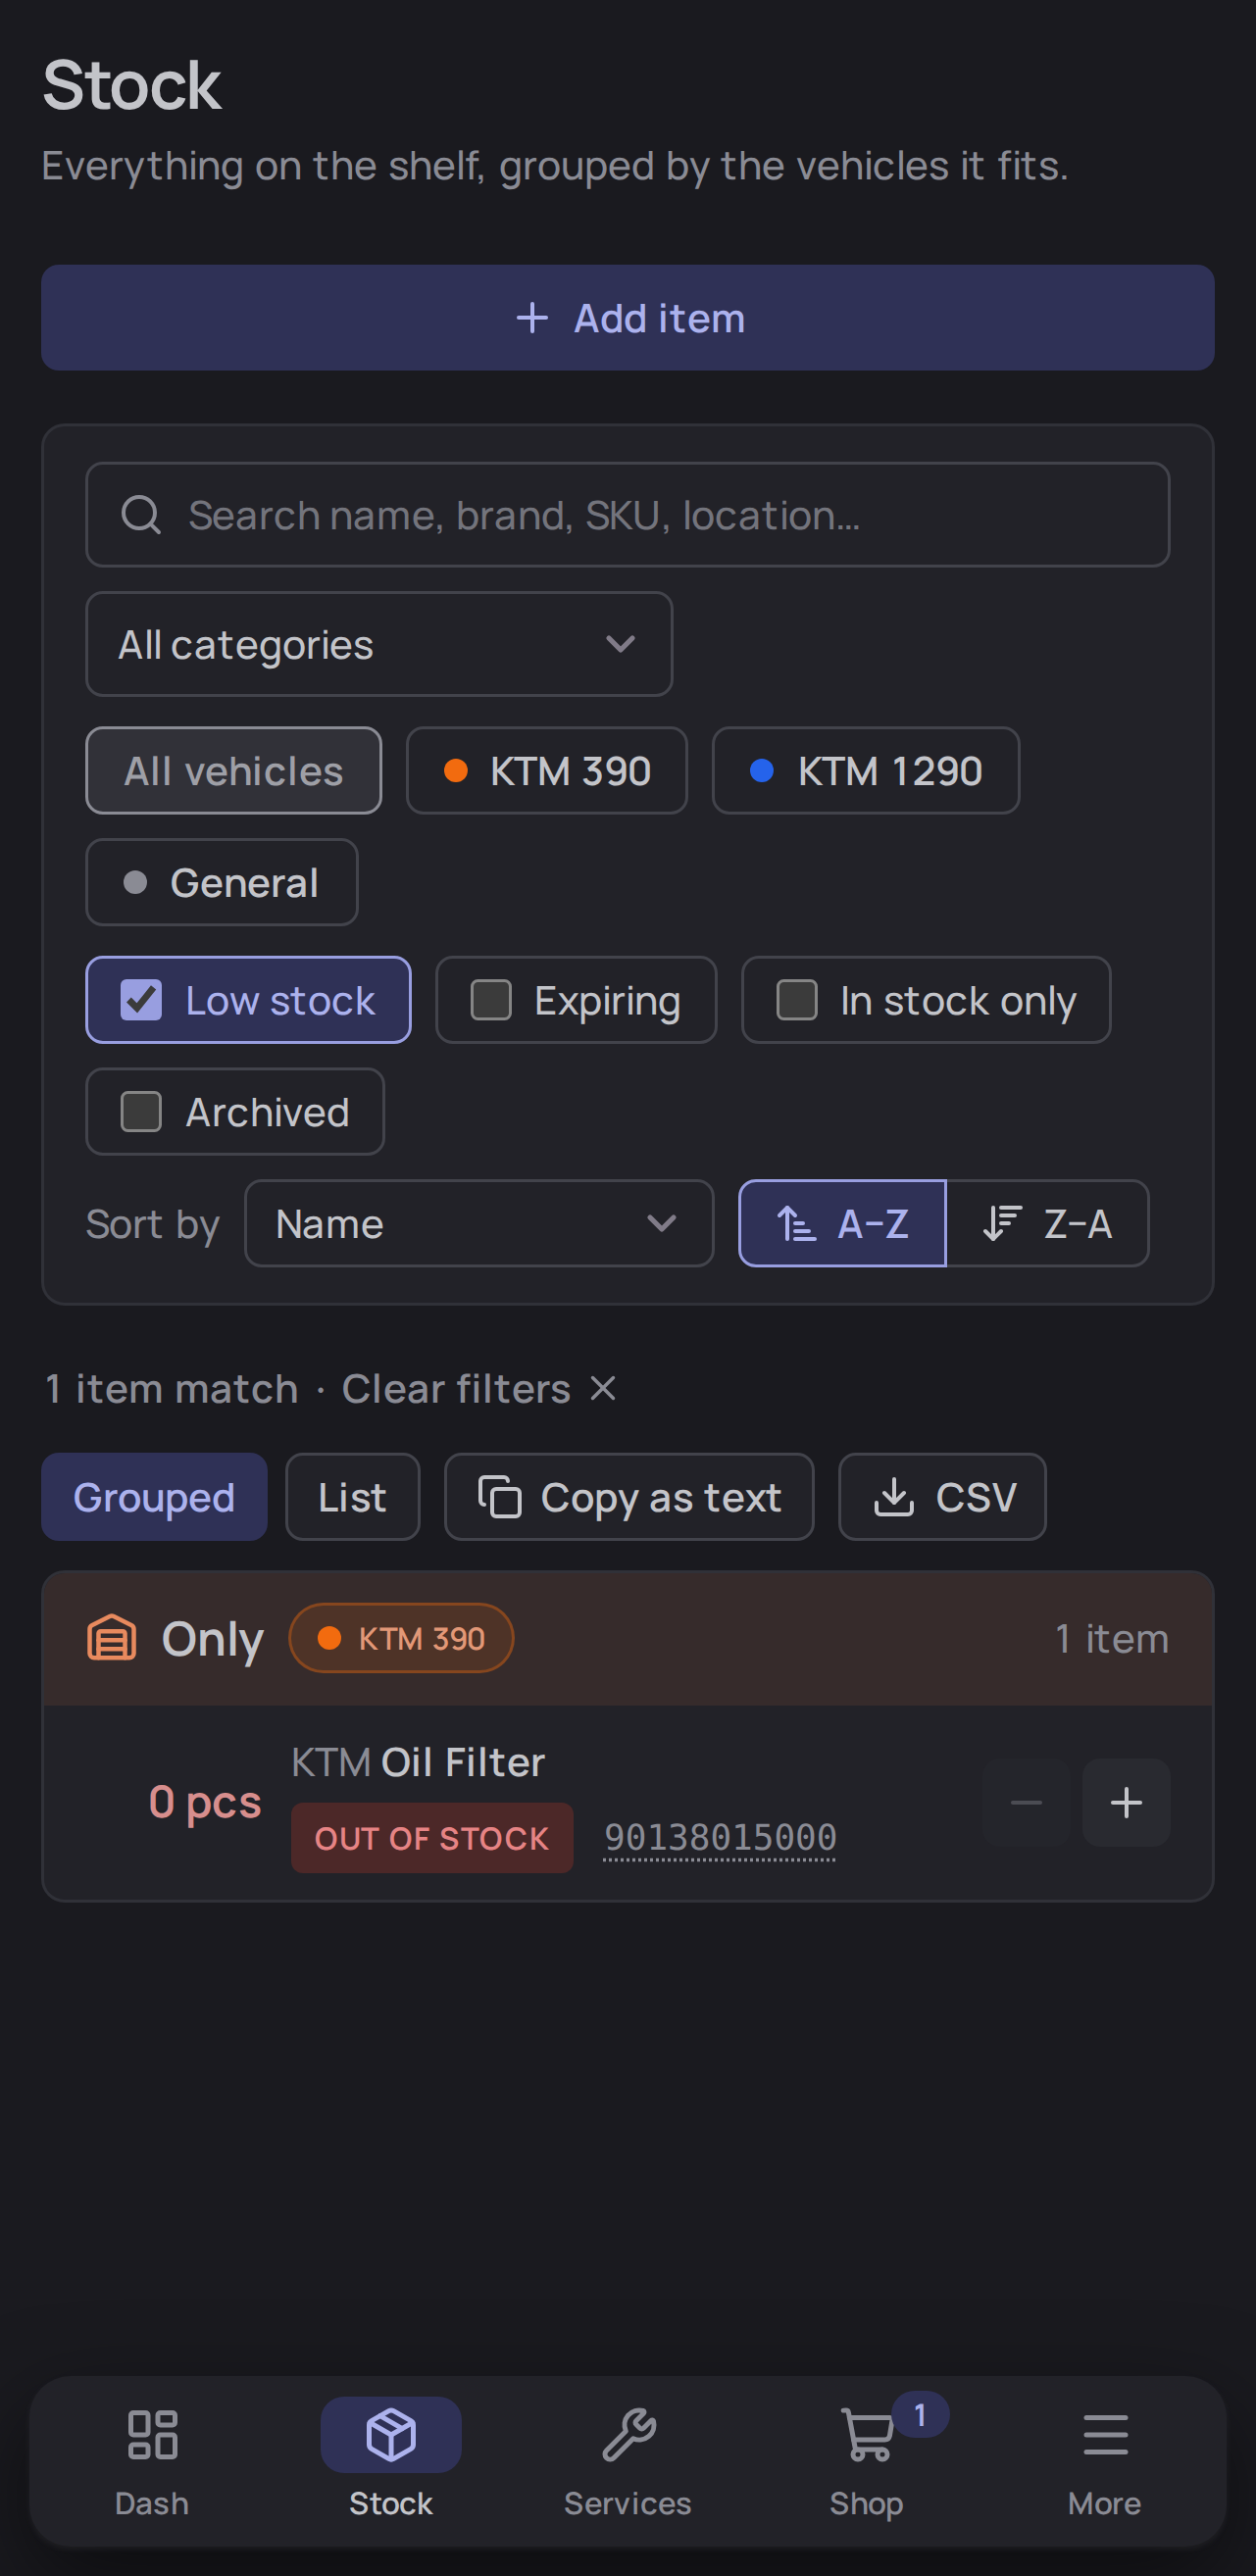 Stock
Everything on the shelf, grouped by the vehicles it fits.
Add item
Search name, brand, SKU, location…
All categories
All vehicles KTM 390 KTM 1290
General
Low stock Expiring In stock only
Archived
Sort by Name A–Z Z–A
1 item match · Clear filters
Grouped List Copy as text CSV
Only KTM 390 1 item
KTM Oil Filter
0 pcs
OUT OF STOCK 90138015000
1
Dash Stock Services Shop More